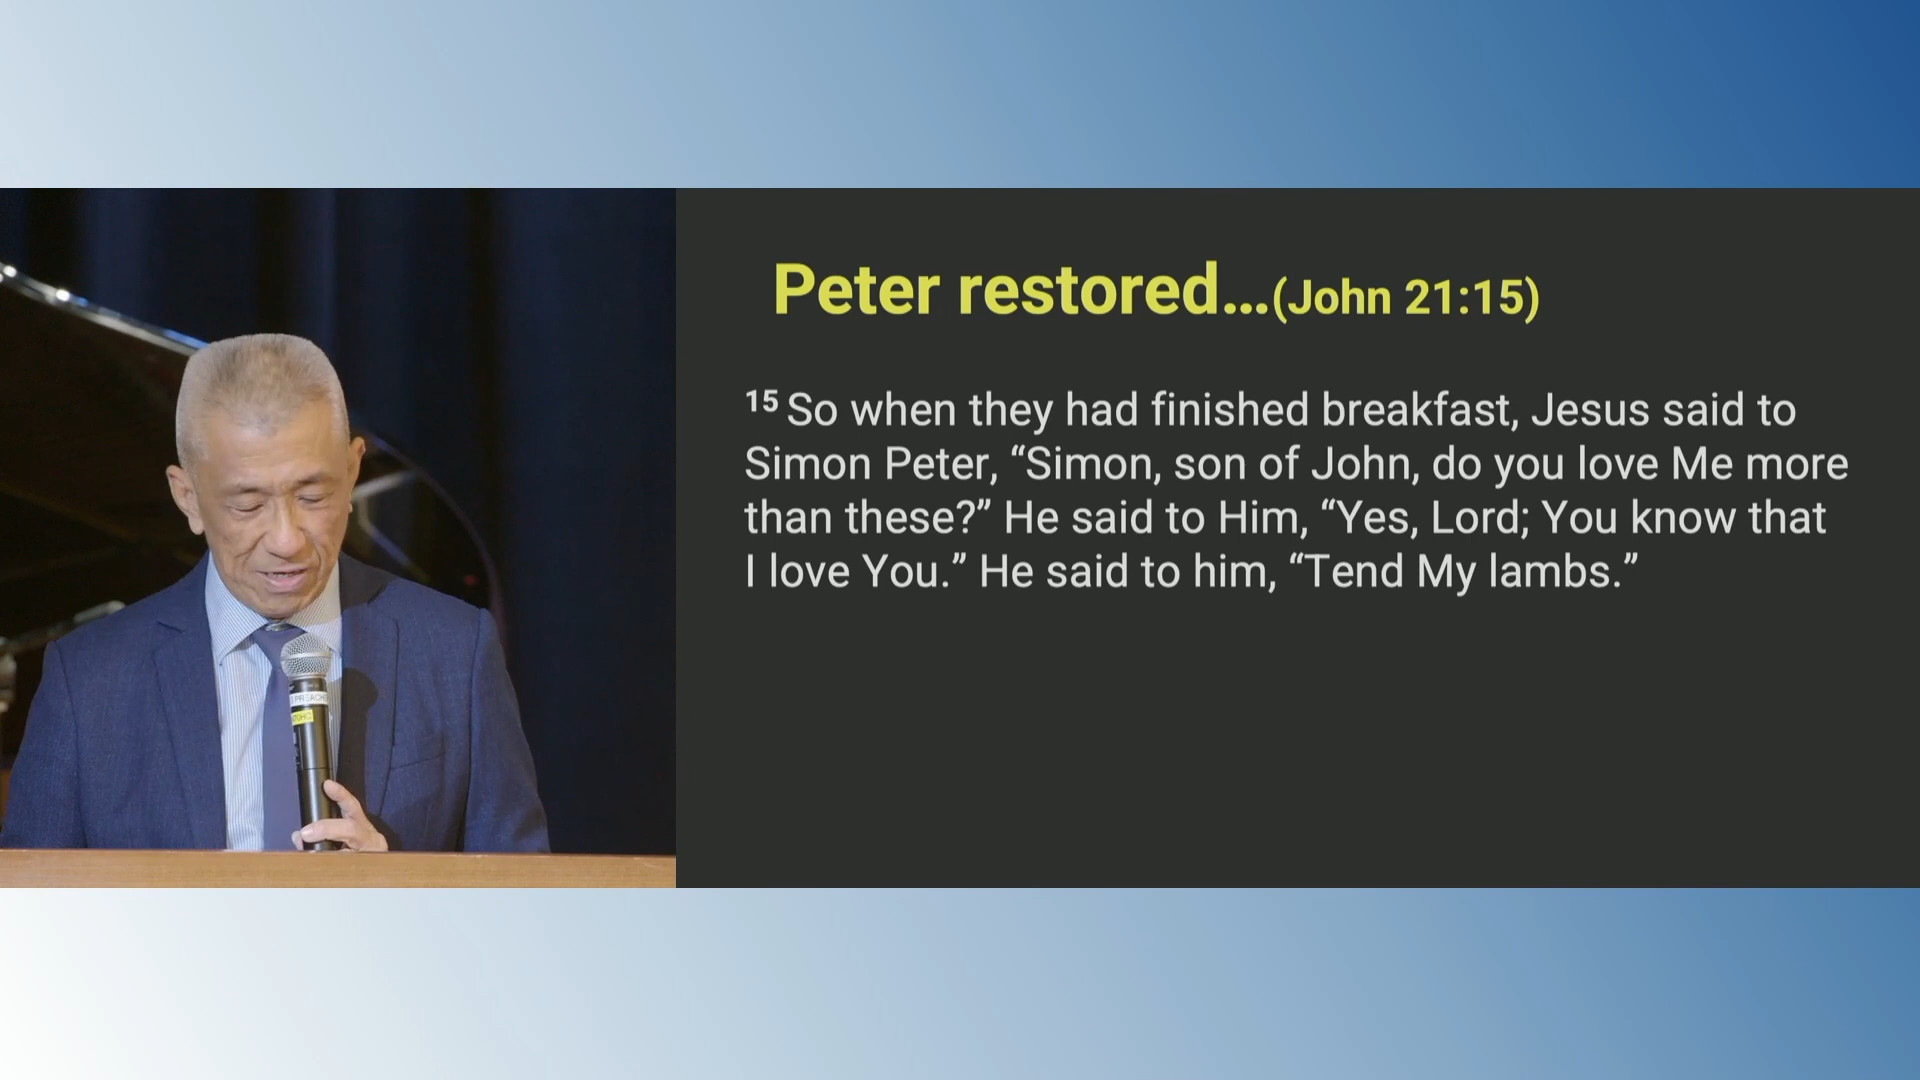 Peter restored...(John 21:15)
15 So when they had finished breakfast, Jesus said to
Simon Peter, “Simon, son of John, do you love Me more
than these?” He said to Him, “Yes, Lord; You know that
I love You.” He said to him, “Tend My lambs.”